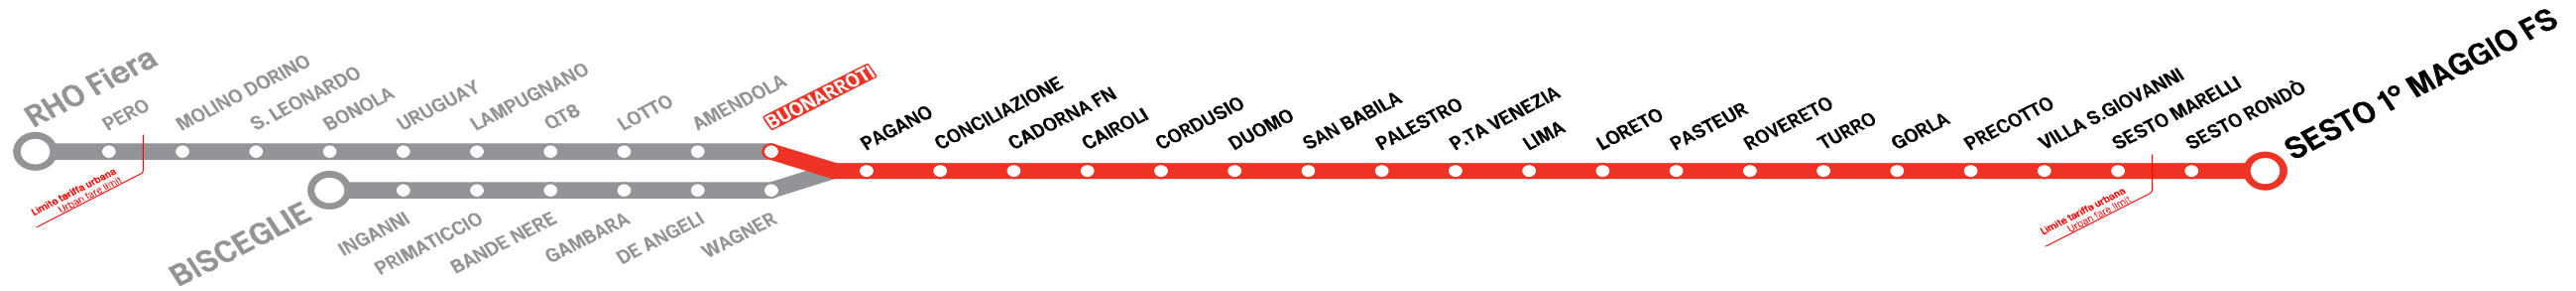 RHO Fiera
PERO
MOLINO DORINO
S. LEONARDO
BONOLA
URUGUAY
LAMPUGNANO
QT8
LOTTO
AMENDOLA
BUONARROTI
PAGANO
CONCILIAZIONE
CADORNA FN
CAIROLI
CORDUSIO
DUOMO
SAN BABILA
PALESTRO
P.TA VENEZIA
LIMA
LORETO
PASTEUR
ROVERETO
TURRO
GORLA
PRECOTTO
VILLA S.GIOVANNI
SESTO MARELLI
SESTO RONDÒ
SESTO 1° MAGGIO FS
Limite tariffa urbana
Urban fare limit
BISCEGLIE
INGANNI
PRIMATICCIO
BANDE NERE
GAMBARA
DE ANGELI
WAGNER
Limite tariffa urbana
Urban fare limit